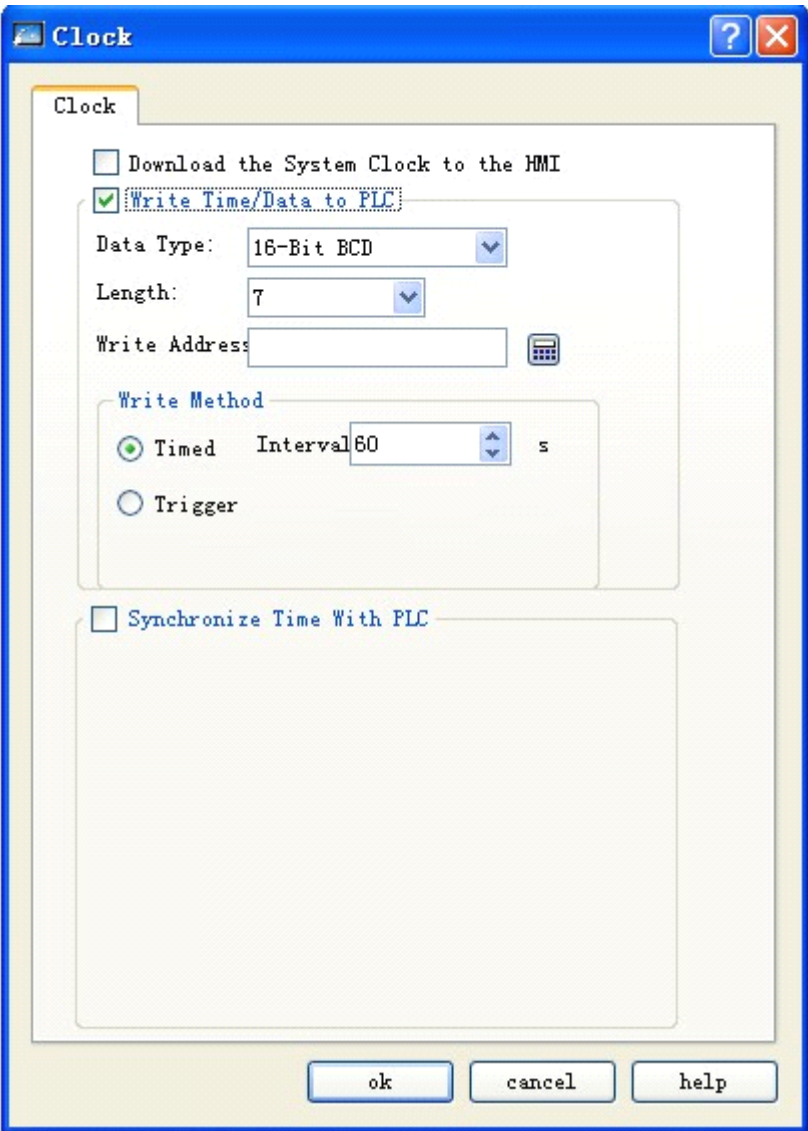 Clock
Clock
Download the System Clock to the HMI
Write Time/Data to PLC
Data Type: 16-Bit BCD
Length: 7
Write Address
Write Method
Timed Interval 60 s
Trigger
Synchronize Time With PLC
ok cancel help